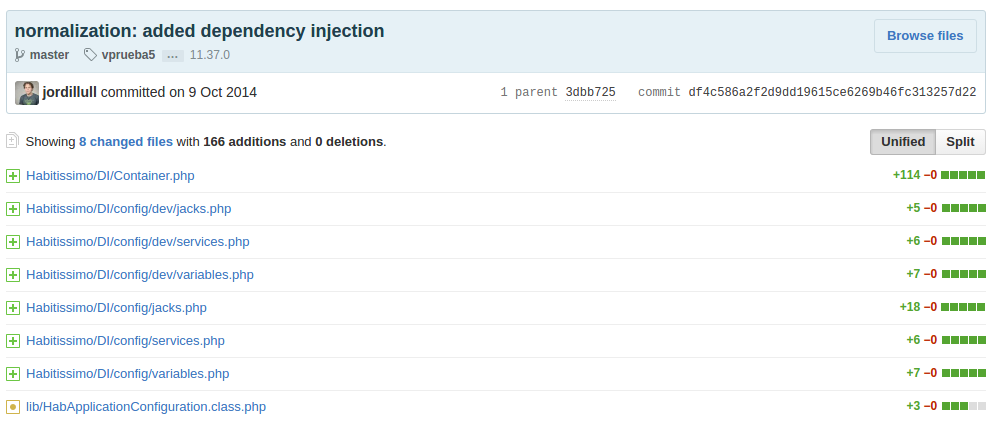 normalization: added dependency injection
Browse files
master vprueba5 … 11.37.0
jordillull committed on 9 Oct 2014 1 parent 3dbb725 commit df4c586a2f2d9dd19615ce6269b46fc313257d22
Showing 8 changed files with 166 additions and 0 deletions. Unified Split
Habitissimo/DI/Container.php +114 −0
Habitissimo/DI/config/dev/jacks.php +5 −0
Habitissimo/DI/config/dev/services.php +6 −0
Habitissimo/DI/config/dev/variables.php +7 −0
Habitissimo/DI/config/jacks.php +18 −0
Habitissimo/DI/config/services.php +6 −0
Habitissimo/DI/config/variables.php +7 −0
lib/HabApplicationConfiguration.class.php +3 −0